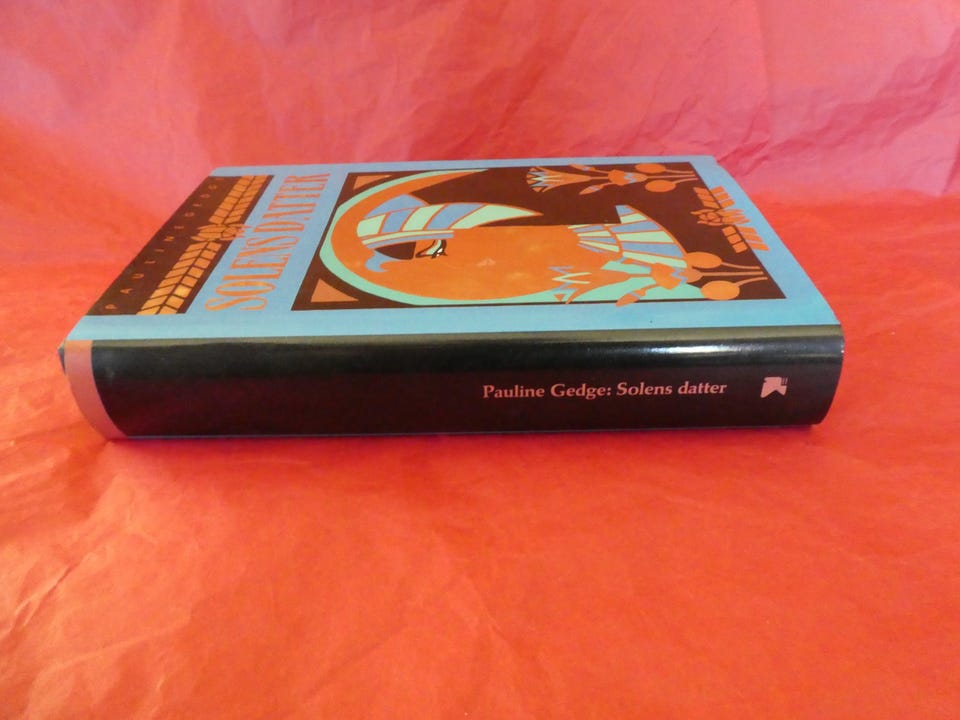 PAULINE GEDGE
SOLENS DATTER
Pauline Gedge: Solens datter